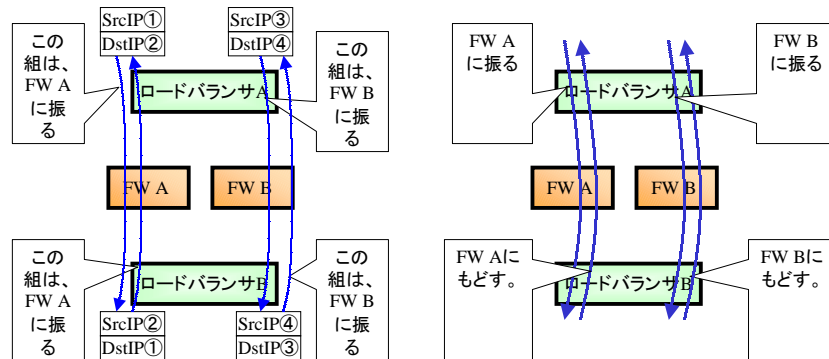 SrcIP①
DstIP②
SrcIP③
DstIP④
この
組は、
FW A
に振
る
この
組は、
FW B
に振
る
ロードバランサA
FW A
FW B
この
組は、
FW A
に振
る
この
組は、
FW B
に振
る
ロードバランサB
SrcIP②
DstIP①
SrcIP④
DstIP③
FW A
に振る
FW B
に振る
ロードバランサA
FW A
FW B
FW Aに
もどす。
FW Bに
もどす。
ロードバランサB